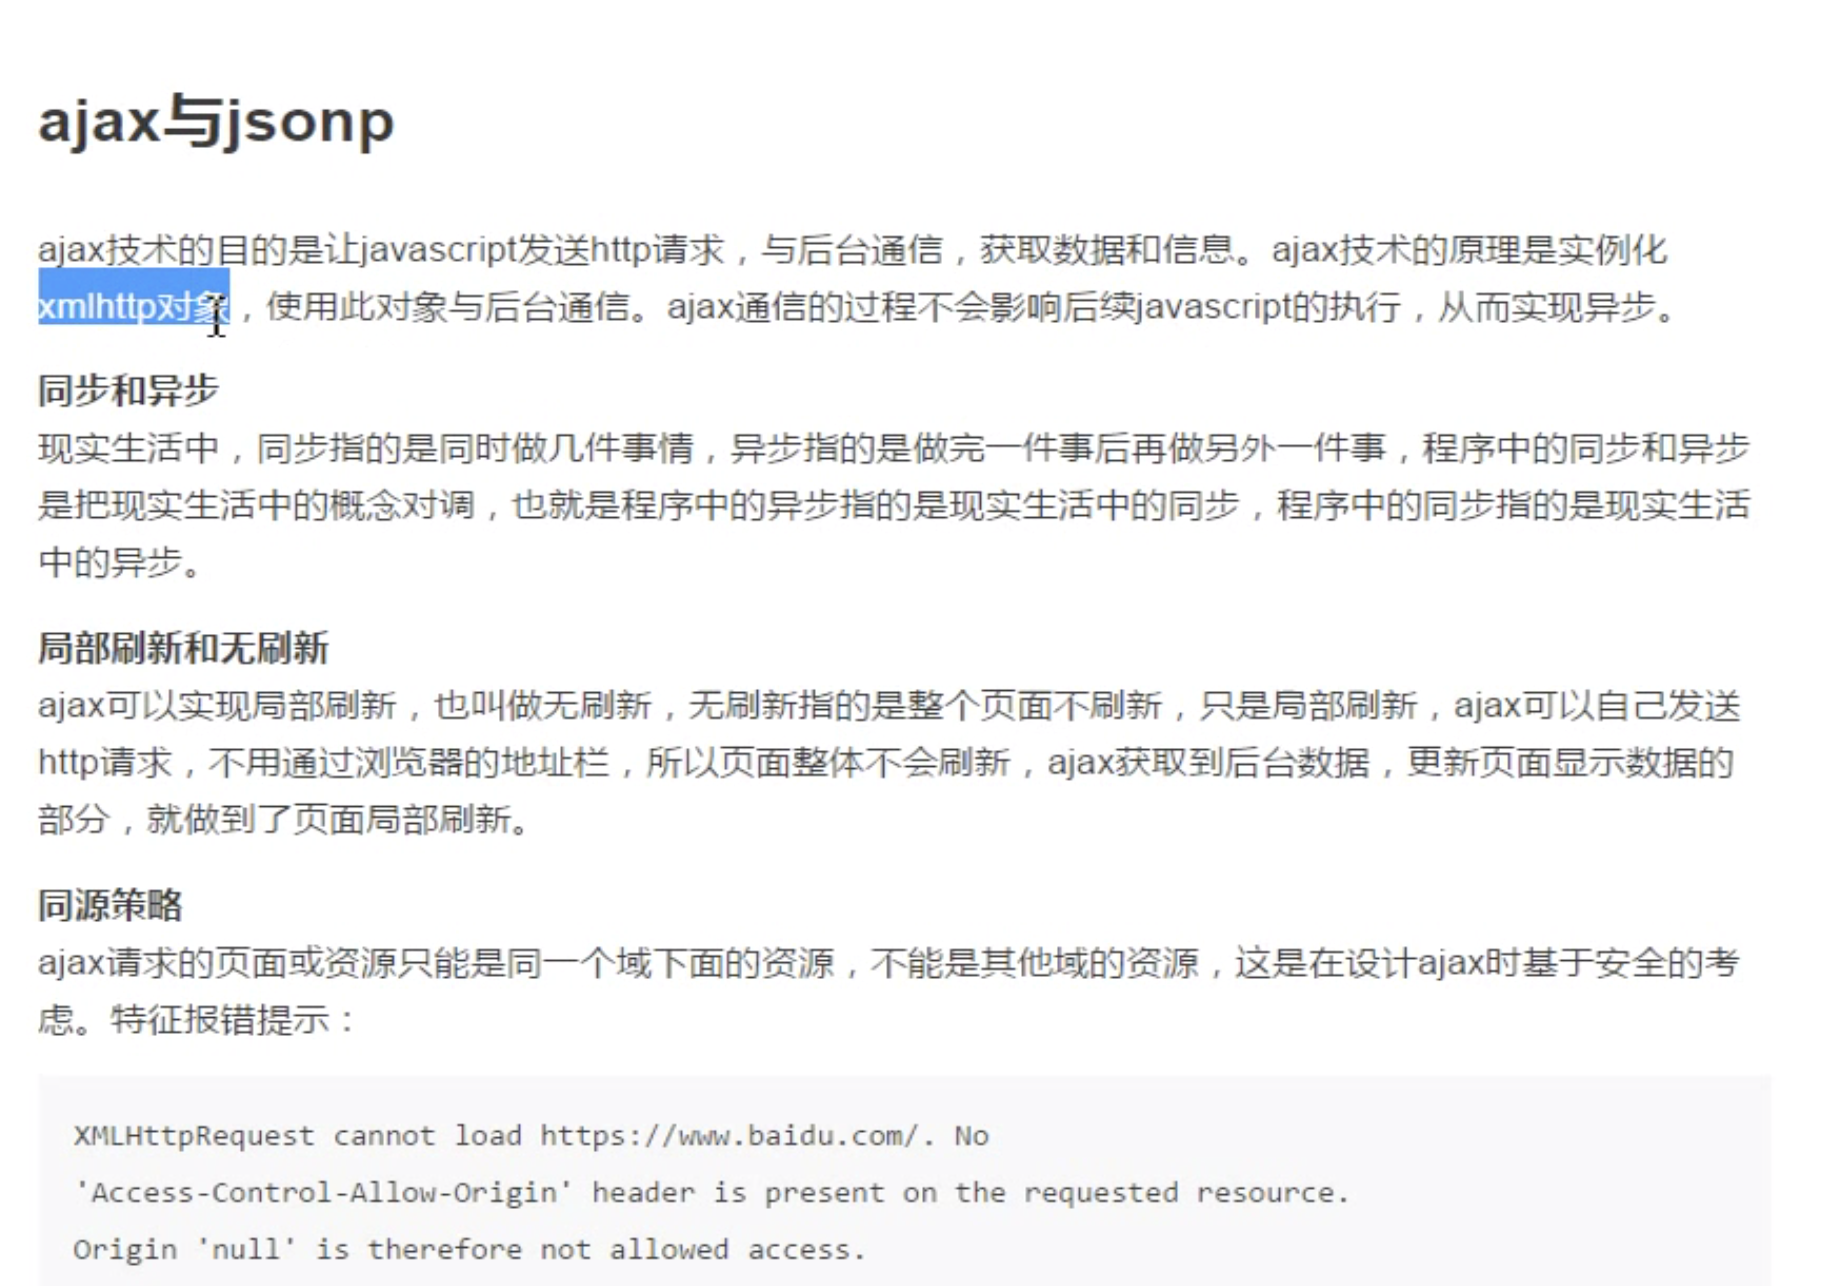 ajax与jsonp
ajax技术的目的是让javascript发送http请求，与后台通信，获取数据和信息。ajax技术的原理是实例化
xmlhttp对象，使用此对象与后台通信。ajax通信的过程不会影响后续javascript的执行，从而实现异步。
同步和异步
现实生活中，同步指的是同时做几件事情，异步指的是做完一件事后再做另外一件事，程序中的同步和异步
是把现实生活中的概念对调，也就是程序中的异步指的是现实生活中的同步，程序中的同步指的是现实生活
中的异步。
局部刷新和无刷新
ajax可以实现局部刷新，也叫做无刷新，无刷新指的是整个页面不刷新，只是局部刷新，ajax可以自己发送
http请求，不用通过浏览器的地址栏，所以页面整体不会刷新，ajax获取到后台数据，更新页面显示数据的
部分，就做到了页面局部刷新。
同源策略
ajax请求的页面或资源只能是同一个域下面的资源，不能是其他域的资源，这是在设计ajax时基于安全的考
虑。特征报错提示：
XMLHttpRequest cannot load https://www.baidu.com/. No
'Access-Control-Allow-Origin' header is present on the requested resource.
Origin 'null' is therefore not allowed access.